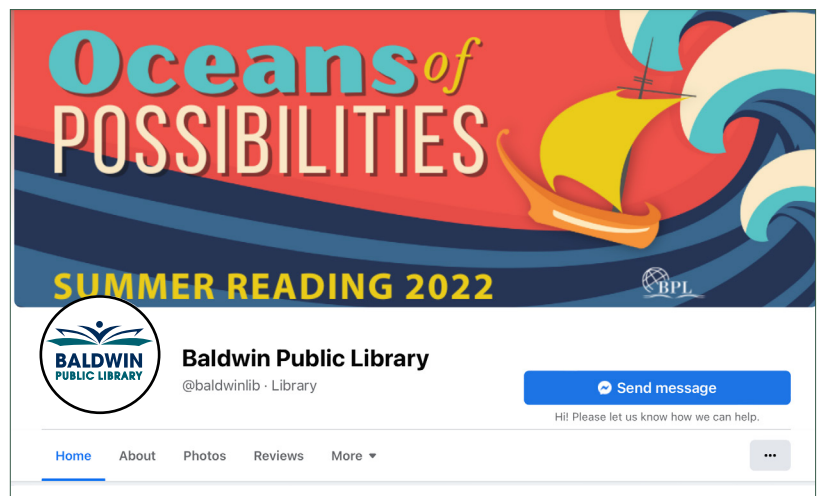 Oceans of
POSSIBILITIES
SUMMER READING 2022
BPL
BALDWIN
PUBLIC LIBRARY
Baldwin Public Library
@baldwinlib · Library
Send message
Hi! Please let us know how we can help.
Home About Photos Reviews More